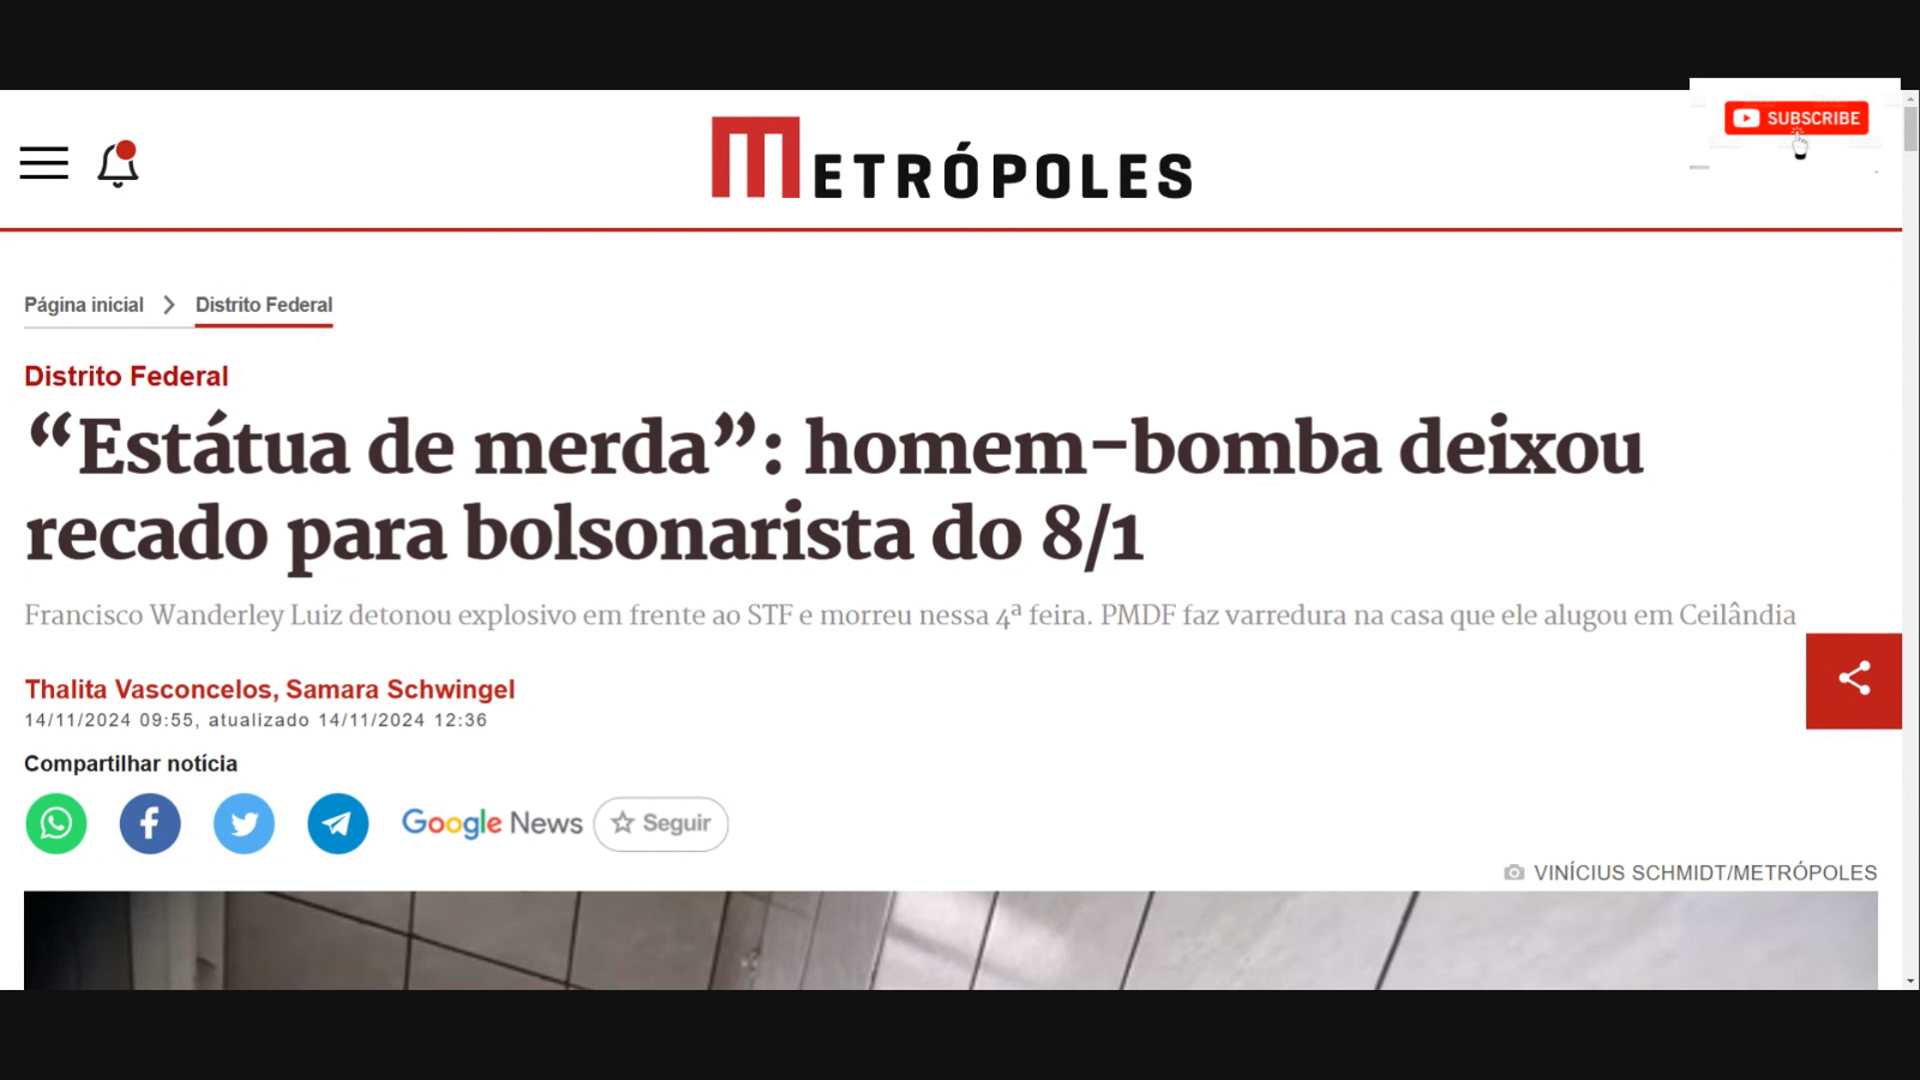 SUBSCRIBE
METRÓPOLES
Página inicial > Distrito Federal
Distrito Federal
“Estátua de merda”: homem-bomba deixou
recado para bolsonarista do 8/1
Francisco Wanderley Luiz detonou explosivo em frente ao STF e morreu nessa 4ª feira. PMDF faz varredura na casa que ele alugou em Ceilândia
Thalita Vasconcelos, Samara Schwingel
14/11/2024 09:55, atualizado 14/11/2024 12:36
Compartilhar notícia
Google News Seguir
VINÍCIUS SCHMIDT/METRÓPOLES